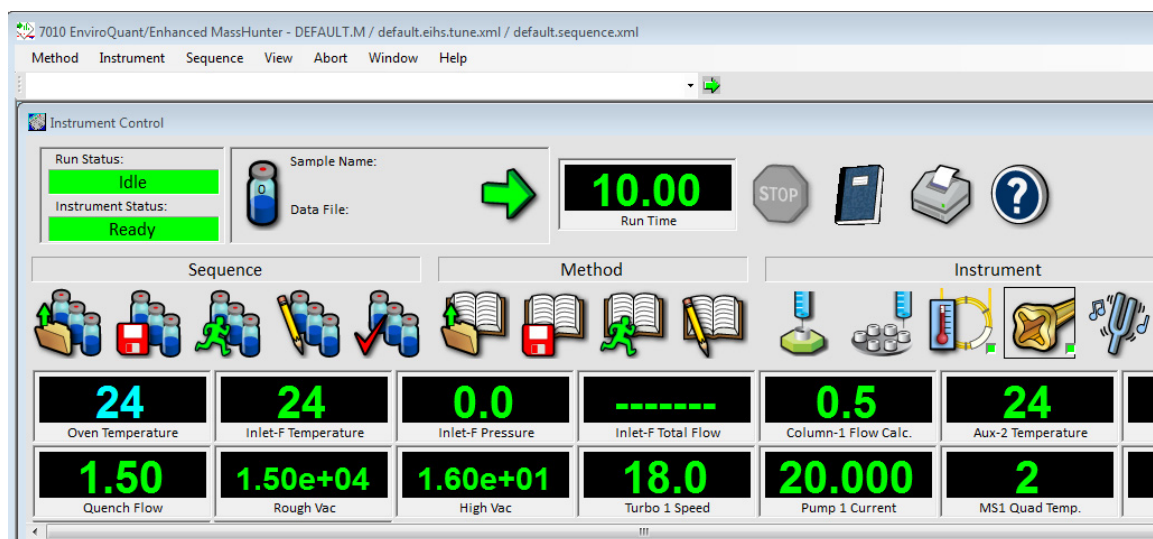 7010 EnviroQuant/Enhanced MassHunter - DEFAULT.M / default.eihs.tune.xml / default.sequence.xml
Method Instrument Sequence View Abort Window Help
Instrument Control
Run Status:
Idle
Instrument Status:
Ready
0
Sample Name:
Data File:
10.00
Run Time
STOP
?
Sequence Method Instrument
24 24 0.0 ------- 0.5 24
Oven Temperature Inlet-F Temperature Inlet-F Pressure Inlet-F Total Flow Column-1 Flow Calc. Aux-2 Temperature
1.50 1.50e+04 1.60e+01 18.0 20.000 2
Quench Flow Rough Vac High Vac Turbo 1 Speed Pump 1 Current MS1 Quad Temp.